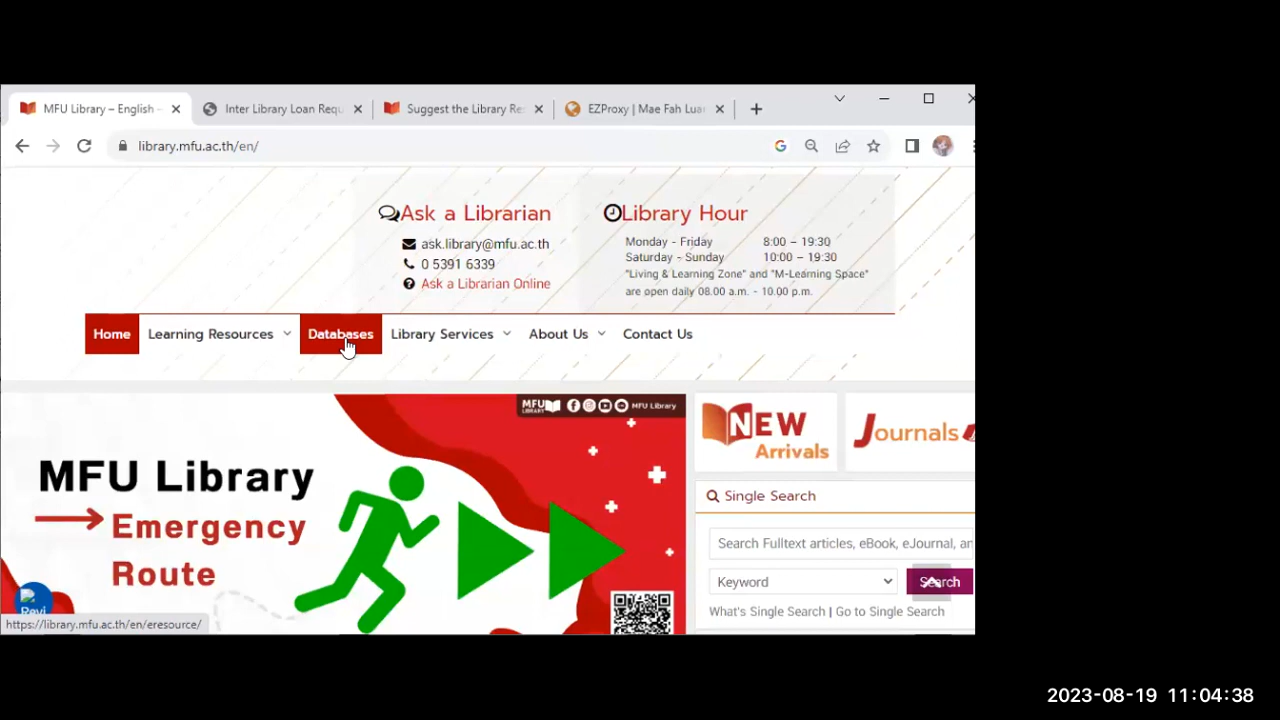 MFU Library – English –
Inter Library Loan Requ
Suggest the Library Re
EZProxy | Mae Fah Lua
library.mfu.ac.th/en/
Ask a Librarian
ask.library@mfu.ac.th
0 5391 6339
Ask a Librarian Online
Library Hour
Monday - Friday 8:00 – 19:30
Saturday - Sunday 10:00 – 19:30
"Living & Learning Zone" and "M-Learning Space"
are open daily 08.00 a.m. - 10.00 p.m.
Home Learning Resources Databases Library Services About Us Contact Us
MFU LIBRARY MFU Library
MFU Library
Emergency
Route
NEW
Arrivals
Journals
Single Search
Search Fulltext articles, eBook, eJournal, an
Keyword Search
What's Single Search | Go to Single Search
Revi
https://library.mfu.ac.th/en/eresource/
2023-08-19 11:04:38